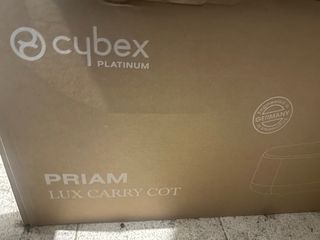 cybex
PLATINUM
GERMANY
PRIAM
LUX CARRY COT